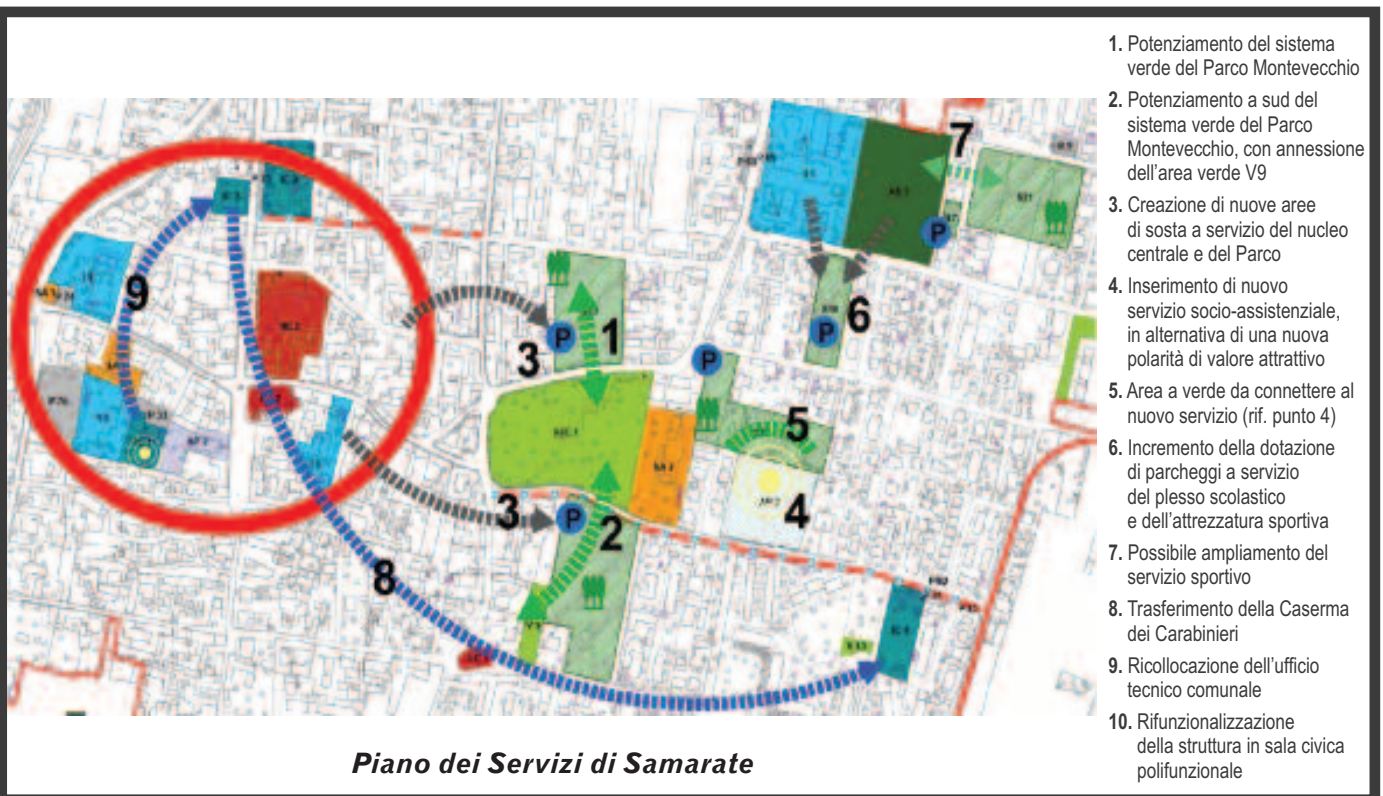 1. Potenziamento del sistema
verde del Parco Montevecchio
2. Potenziamento a sud del
sistema verde del Parco
Montevecchio, con annessione
dell'area verde V9
3. Creazione di nuove aree
di sosta a servizio del nucleo
centrale e del Parco
4. Inserimento di nuovo
servizio socio-assistenziale,
in alternativa di una nuova
polarità di valore attrattivo
5. Area a verde da connettere al
nuovo servizio (rif. punto 4)
6. Incremento della dotazione
di parcheggi a servizio
del plesso scolastico
e dell'attrezzatura sportiva
7. Possibile ampliamento del
servizio sportivo
8. Trasferimento della Caserma
dei Carabinieri
9. Ricollocazione dell'ufficio
tecnico comunale
10. Rifunzionalizzazione
della struttura in sala civica
polifunzionale
7
P
9
6
P
1
P
3
P
5
4
3
P
2
8
Piano dei Servizi di Samarate